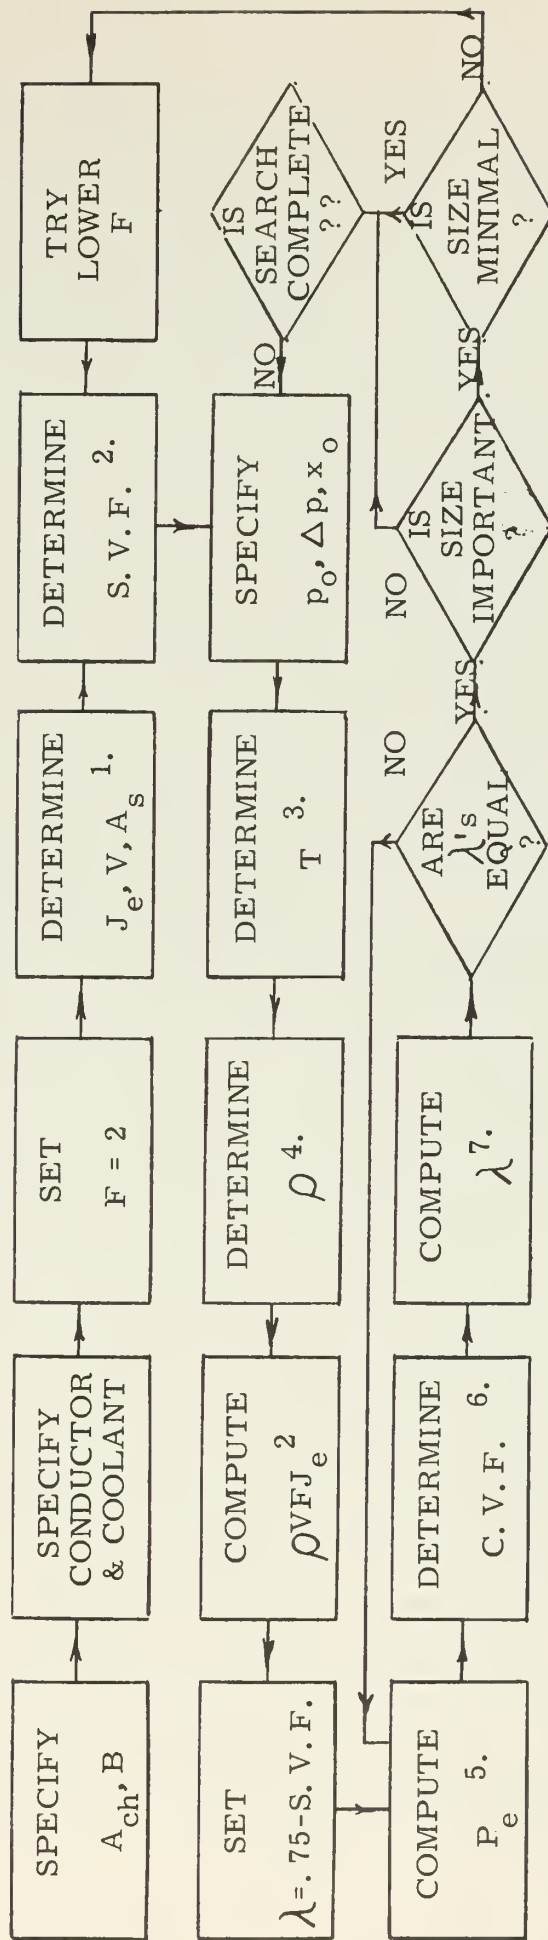 SPECIFY
A_ch, B
SPECIFY
CONDUCTOR
& COOLANT
SET
F = 2
DETERMINE
J_e, V, A_s 1.
DETERMINE
S. V. F. 2.
TRY
LOWER
F
SPECIFY
p_o, Δp, x_o
DETERMINE
T 3.
DETERMINE
ρ 4.
COMPUTE
ρVFJ_e^2
SET
λ=. 75-S. V. F.
COMPUTE
P_e 5.
DETERMINE
C. V. F. 6.
COMPUTE
λ 7.
ARE
λ's
EQUAL
?
NO
YES
IS
SIZE
IMPORTANT
?
NO
YES
IS
SIZE
MINIMAL
?
NO
YES
IS
SEARCH
COMPLETE
? ?
NO